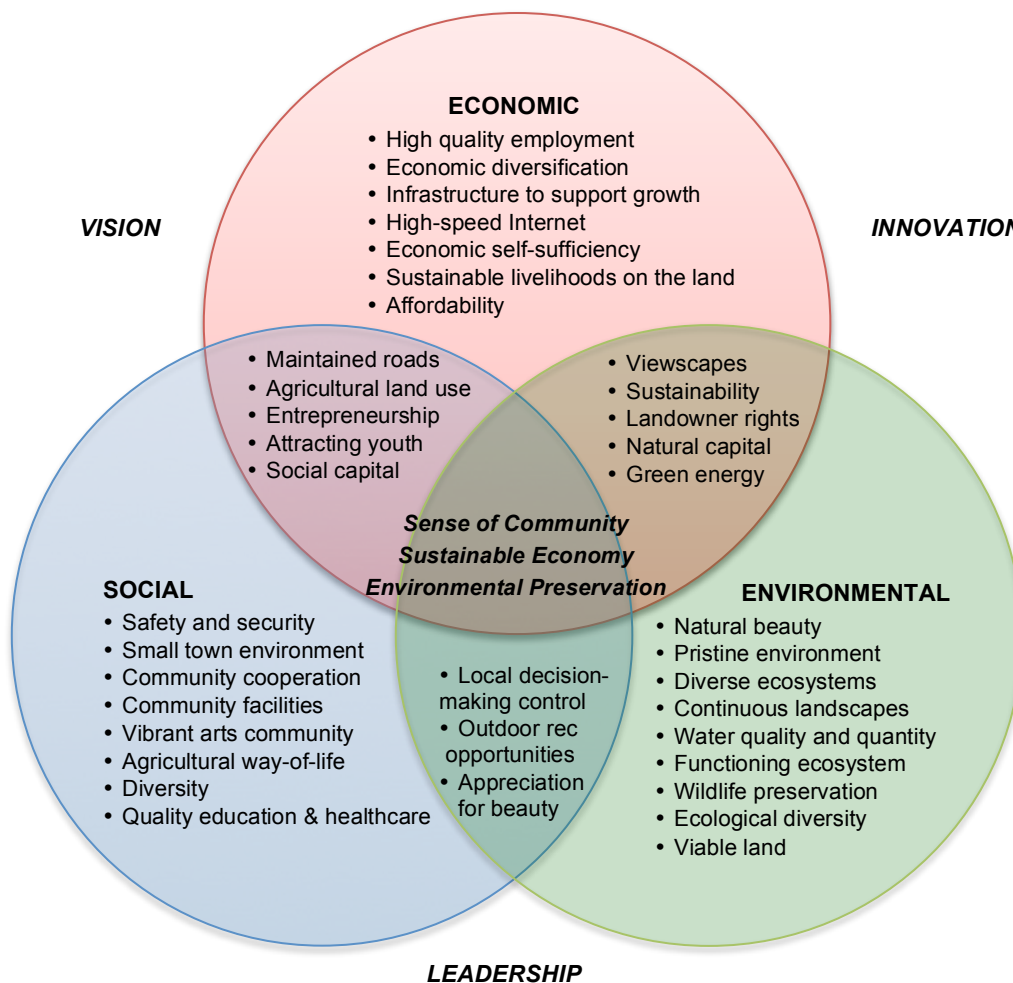 ECONOMIC
• High quality employment
• Economic diversification
• Infrastructure to support growth
• High-speed Internet
• Economic self-sufficiency
• Sustainable livelihoods on the land
• Affordability
VISION
INNOVATION
• Maintained roads
• Agricultural land use
• Entrepreneurship
• Attracting youth
• Social capital
• Viewscapes
• Sustainability
• Landowner rights
• Natural capital
• Green energy
Sense of Community
Sustainable Economy
Environmental Preservation
SOCIAL
• Safety and security
• Small town environment
• Community cooperation
• Community facilities
• Vibrant arts community
• Agricultural way-of-life
• Diversity
• Quality education & healthcare
• Local decision-
making control
• Outdoor rec
opportunities
• Appreciation
for beauty
ENVIRONMENTAL
• Natural beauty
• Pristine environment
• Diverse ecosystems
• Continuous landscapes
• Water quality and quantity
• Functioning ecosystem
• Wildlife preservation
• Ecological diversity
• Viable land
LEADERSHIP